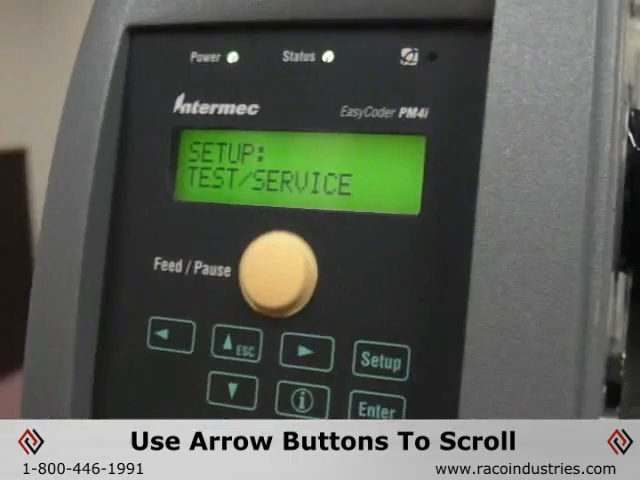 Power Status
Intermec EasyCoder PM4i
SETUP:
TEST/SERVICE
Feed / Pause
ESC
Setup
Enter
Use Arrow Buttons To Scroll
1-800-446-1991 www.racoindustries.com